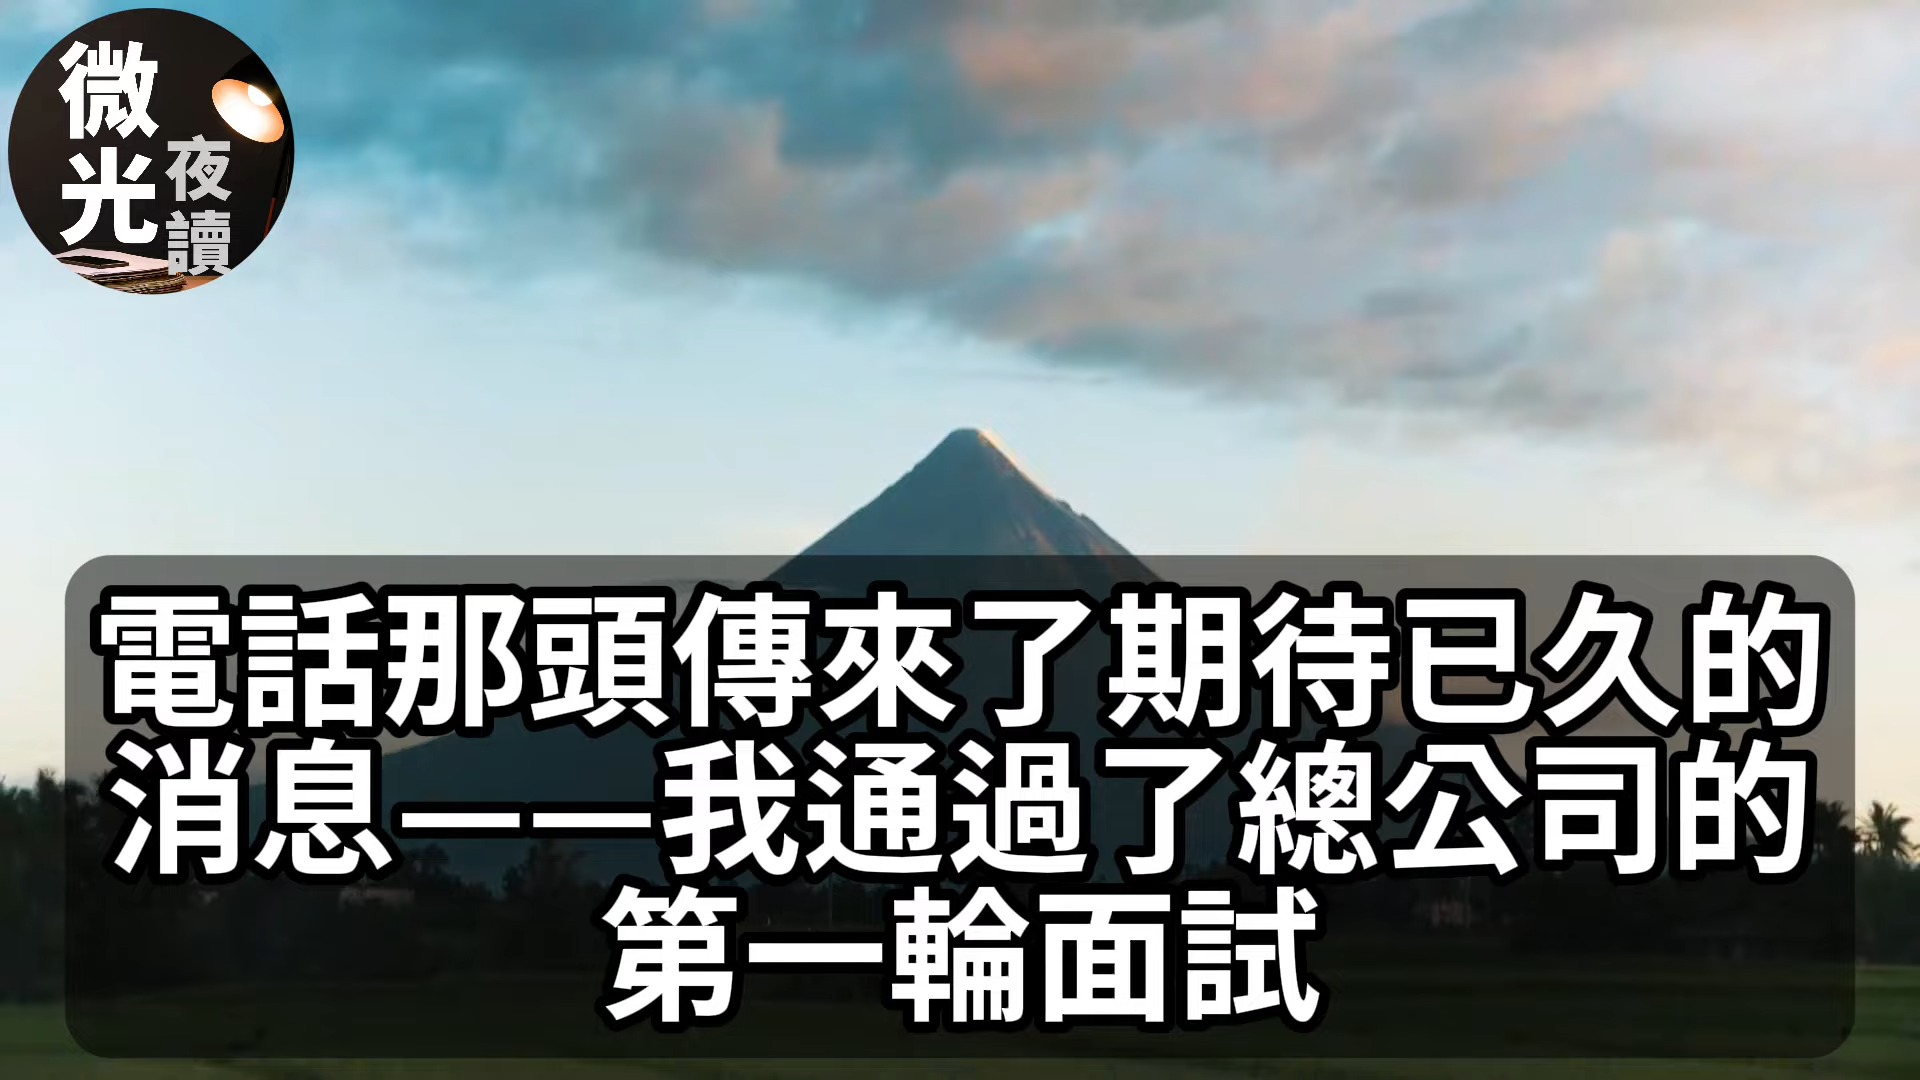 微光
夜讀
電話那頭傳來了期待已久的
消息——我通過了總公司的
第一輪面試